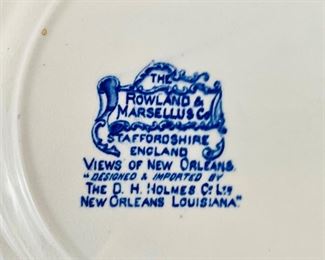 THE
ROWLAND &
MARSELLUS Co
STAFFORDSHIRE
ENGLAND
VIEWS OF NEW ORLEANS.
"DESIGNED & IMPORTED BY
THE D. H. HOLMES Co LTD
NEW ORLEANS LOUISIANA."